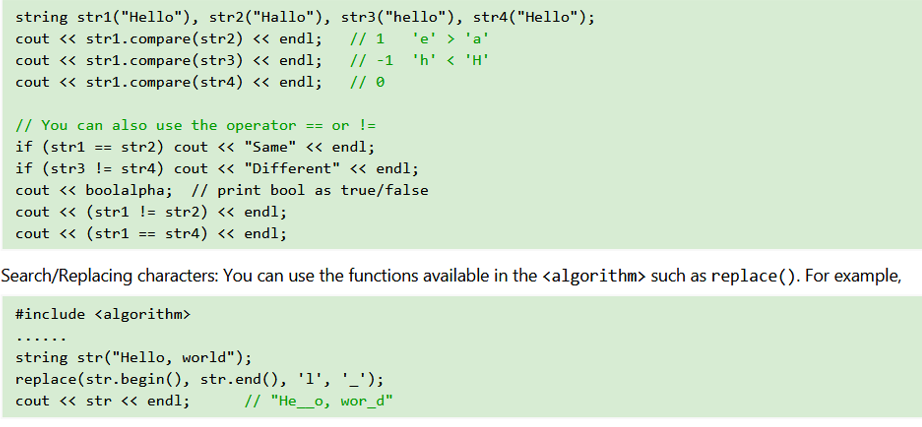 string str1("Hello"), str2("Hallo"), str3("hello"), str4("Hello");
cout << str1.compare(str2) << endl;   // 1   'e' > 'a'
cout << str1.compare(str3) << endl;   // -1  'h' < 'H'
cout << str1.compare(str4) << endl;   // 0
// You can also use the operator == or !=
if (str1 == str2) cout << "Same" << endl;
if (str3 != str4) cout << "Different" << endl;
cout << boolalpha;  // print bool as true/false
cout << (str1 != str2) << endl;
cout << (str1 == str4) << endl;
Search/Replacing characters: You can use the functions available in the <algorithm> such as replace(). For example,
#include <algorithm>
......
string str("Hello, world");
replace(str.begin(), str.end(), 'l', '_');
cout << str << endl;      // "He__o, wor_d"